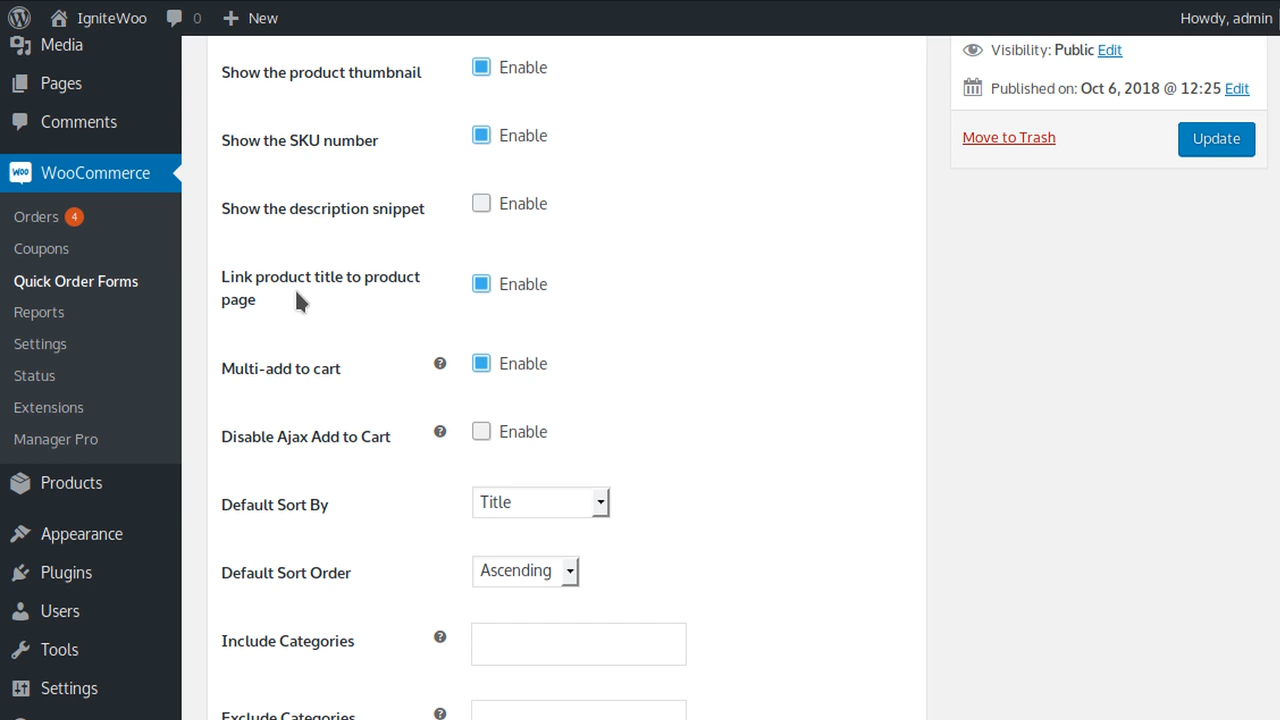 IgniteWoo 0 New Howdy, admin
Media
Pages
Comments
WooCommerce
Orders 4
Coupons
Quick Order Forms
Reports
Settings
Status
Extensions
Manager Pro
Products
Appearance
Plugins
Users
Tools
Settings
Show the product thumbnail Enable
Show the SKU number Enable
Show the description snippet Enable
Link product title to product
page Enable
Multi-add to cart ? Enable
Disable Ajax Add to Cart ? Enable
Default Sort By Title
Default Sort Order Ascending
Include Categories ?
Exclude Categories ?
Visibility: Public Edit
Published on: Oct 6, 2018 @ 12:25 Edit
Move to Trash Update